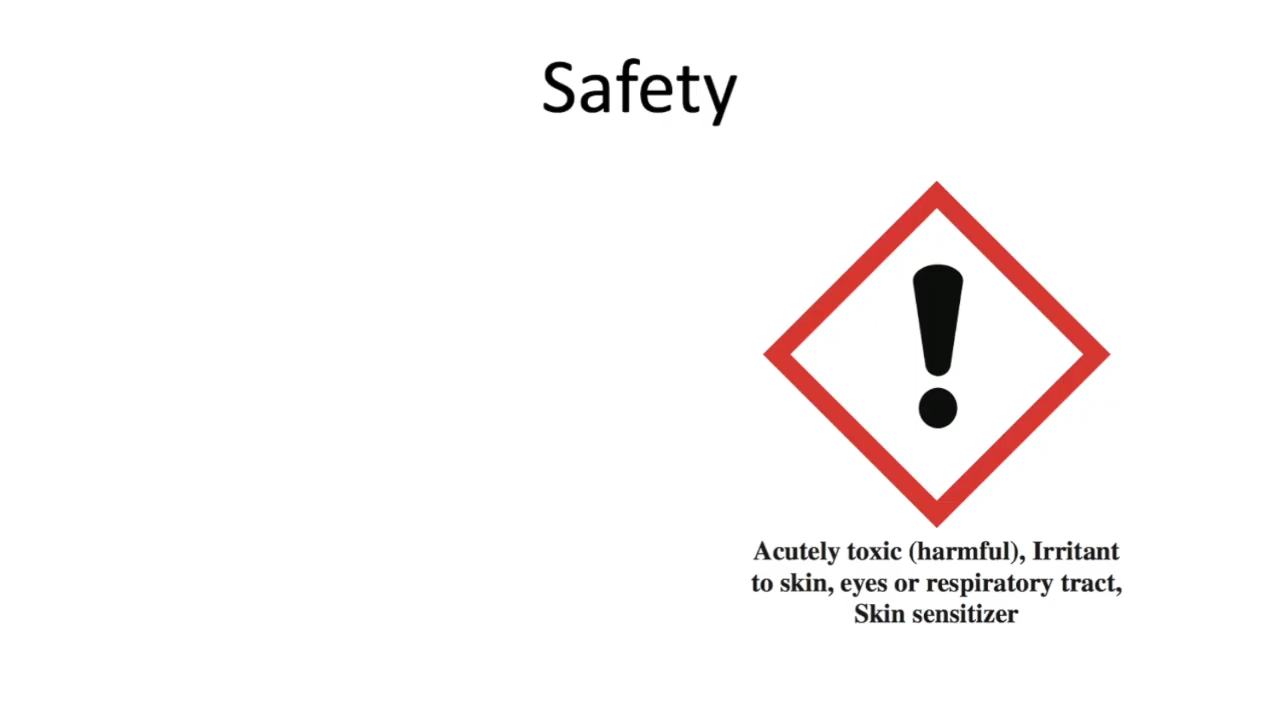 Safety
Acutely toxic (harmful), Irritant
to skin, eyes or respiratory tract,
Skin sensitizer